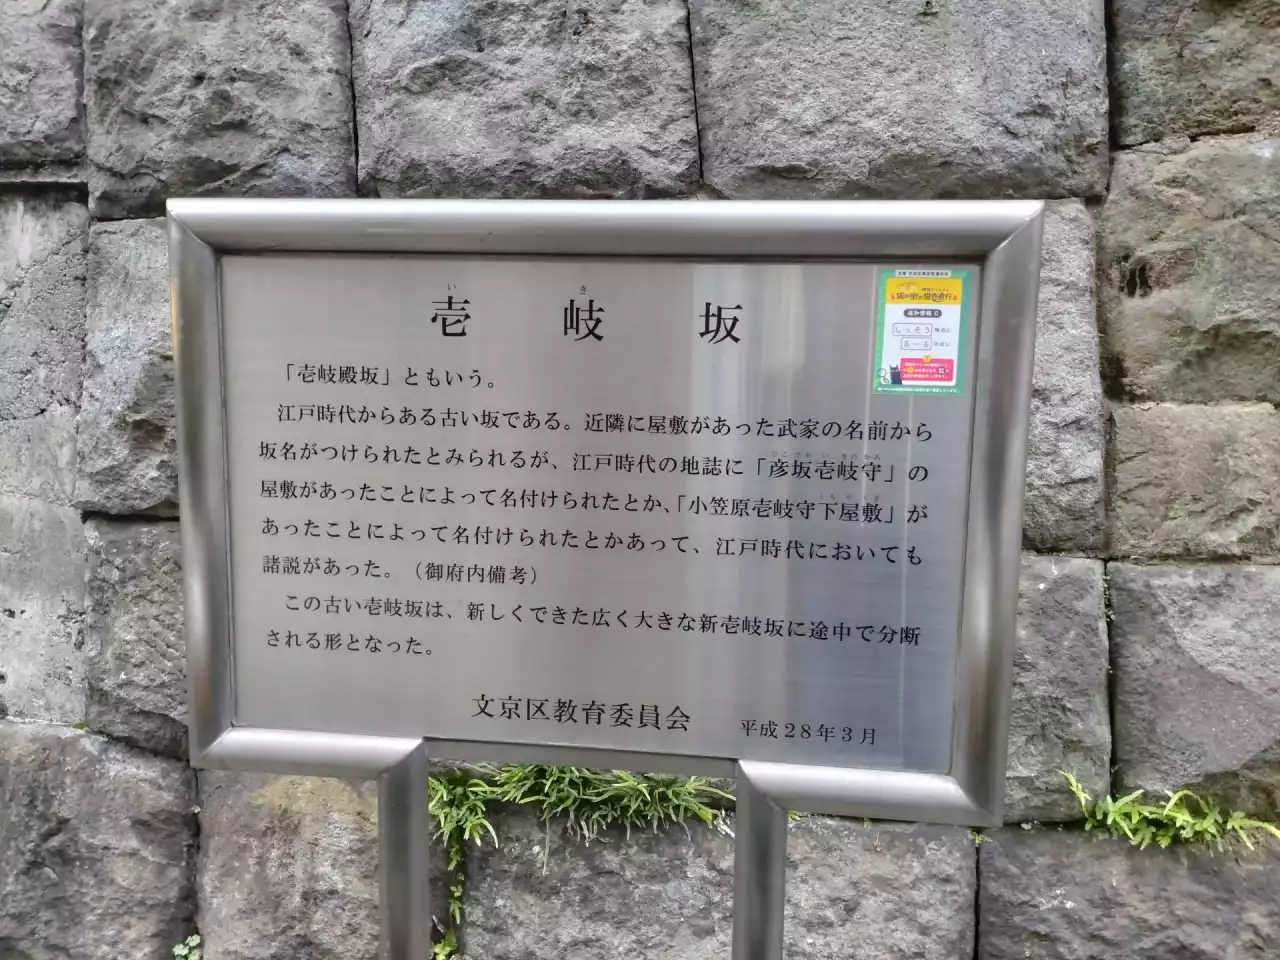 いき
壱岐坂
「壱岐殿坂」ともいう。
江戸時代からある古い坂である。近隣に屋敷があった武家の名前から
坂名がつけられたとみられるが、江戸時代の地誌に「彦坂壱岐守」の
屋敷があったことによって名付けられたとか、「小笠原壱岐守下屋敷」が
あったことによって名付けられたとかあって、江戸時代においても
諸説があった。（御府内備考）
この古い壱岐坂は、新しくできた広く大きな新壱岐坂に途中で分断
される形となった。
文京区教育委員会 平成28年3月
しっそう
る−る